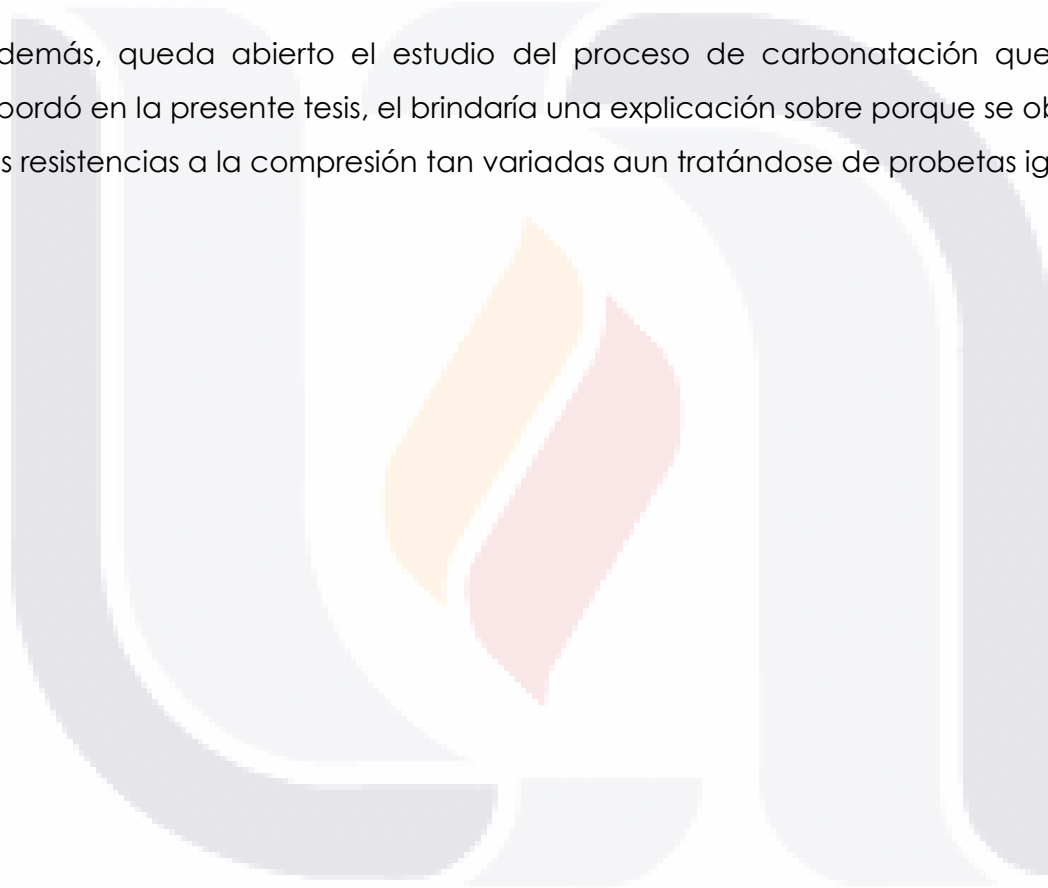 demás, queda abierto el estudio del proceso de carbonatación que
bordó en la presente tesis, el brindaría una explicación sobre porque se ob
s resistencias a la compresión tan variadas aun tratándose de probetas ig